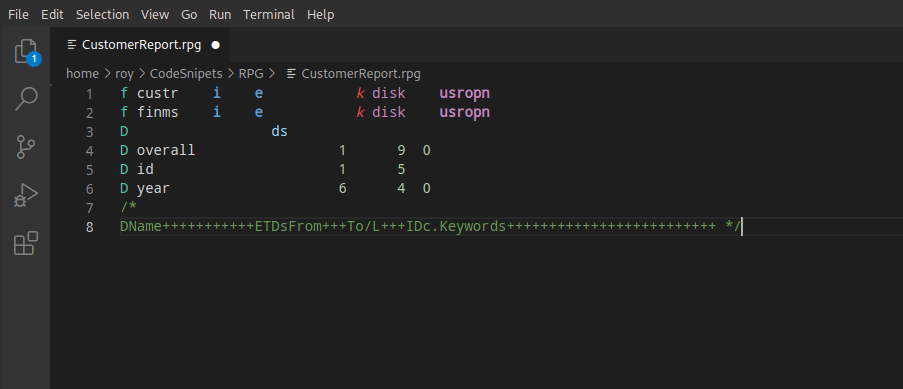 File Edit Selection View Go Run Terminal Help
CustomerReport.rpg
1
home > roy > CodeSnipets > RPG > CustomerReport.rpg
1 f custr i e k disk usropn
2 f finms i e k disk usropn
3 D ds
4 D overall 1 9 0
5 D id 1 5
6 D year 6 4 0
7 /*
8 DName+++++++++++ETDsFrom+++To/L+++IDc.Keywords+++++++++++++++++++++++++ */